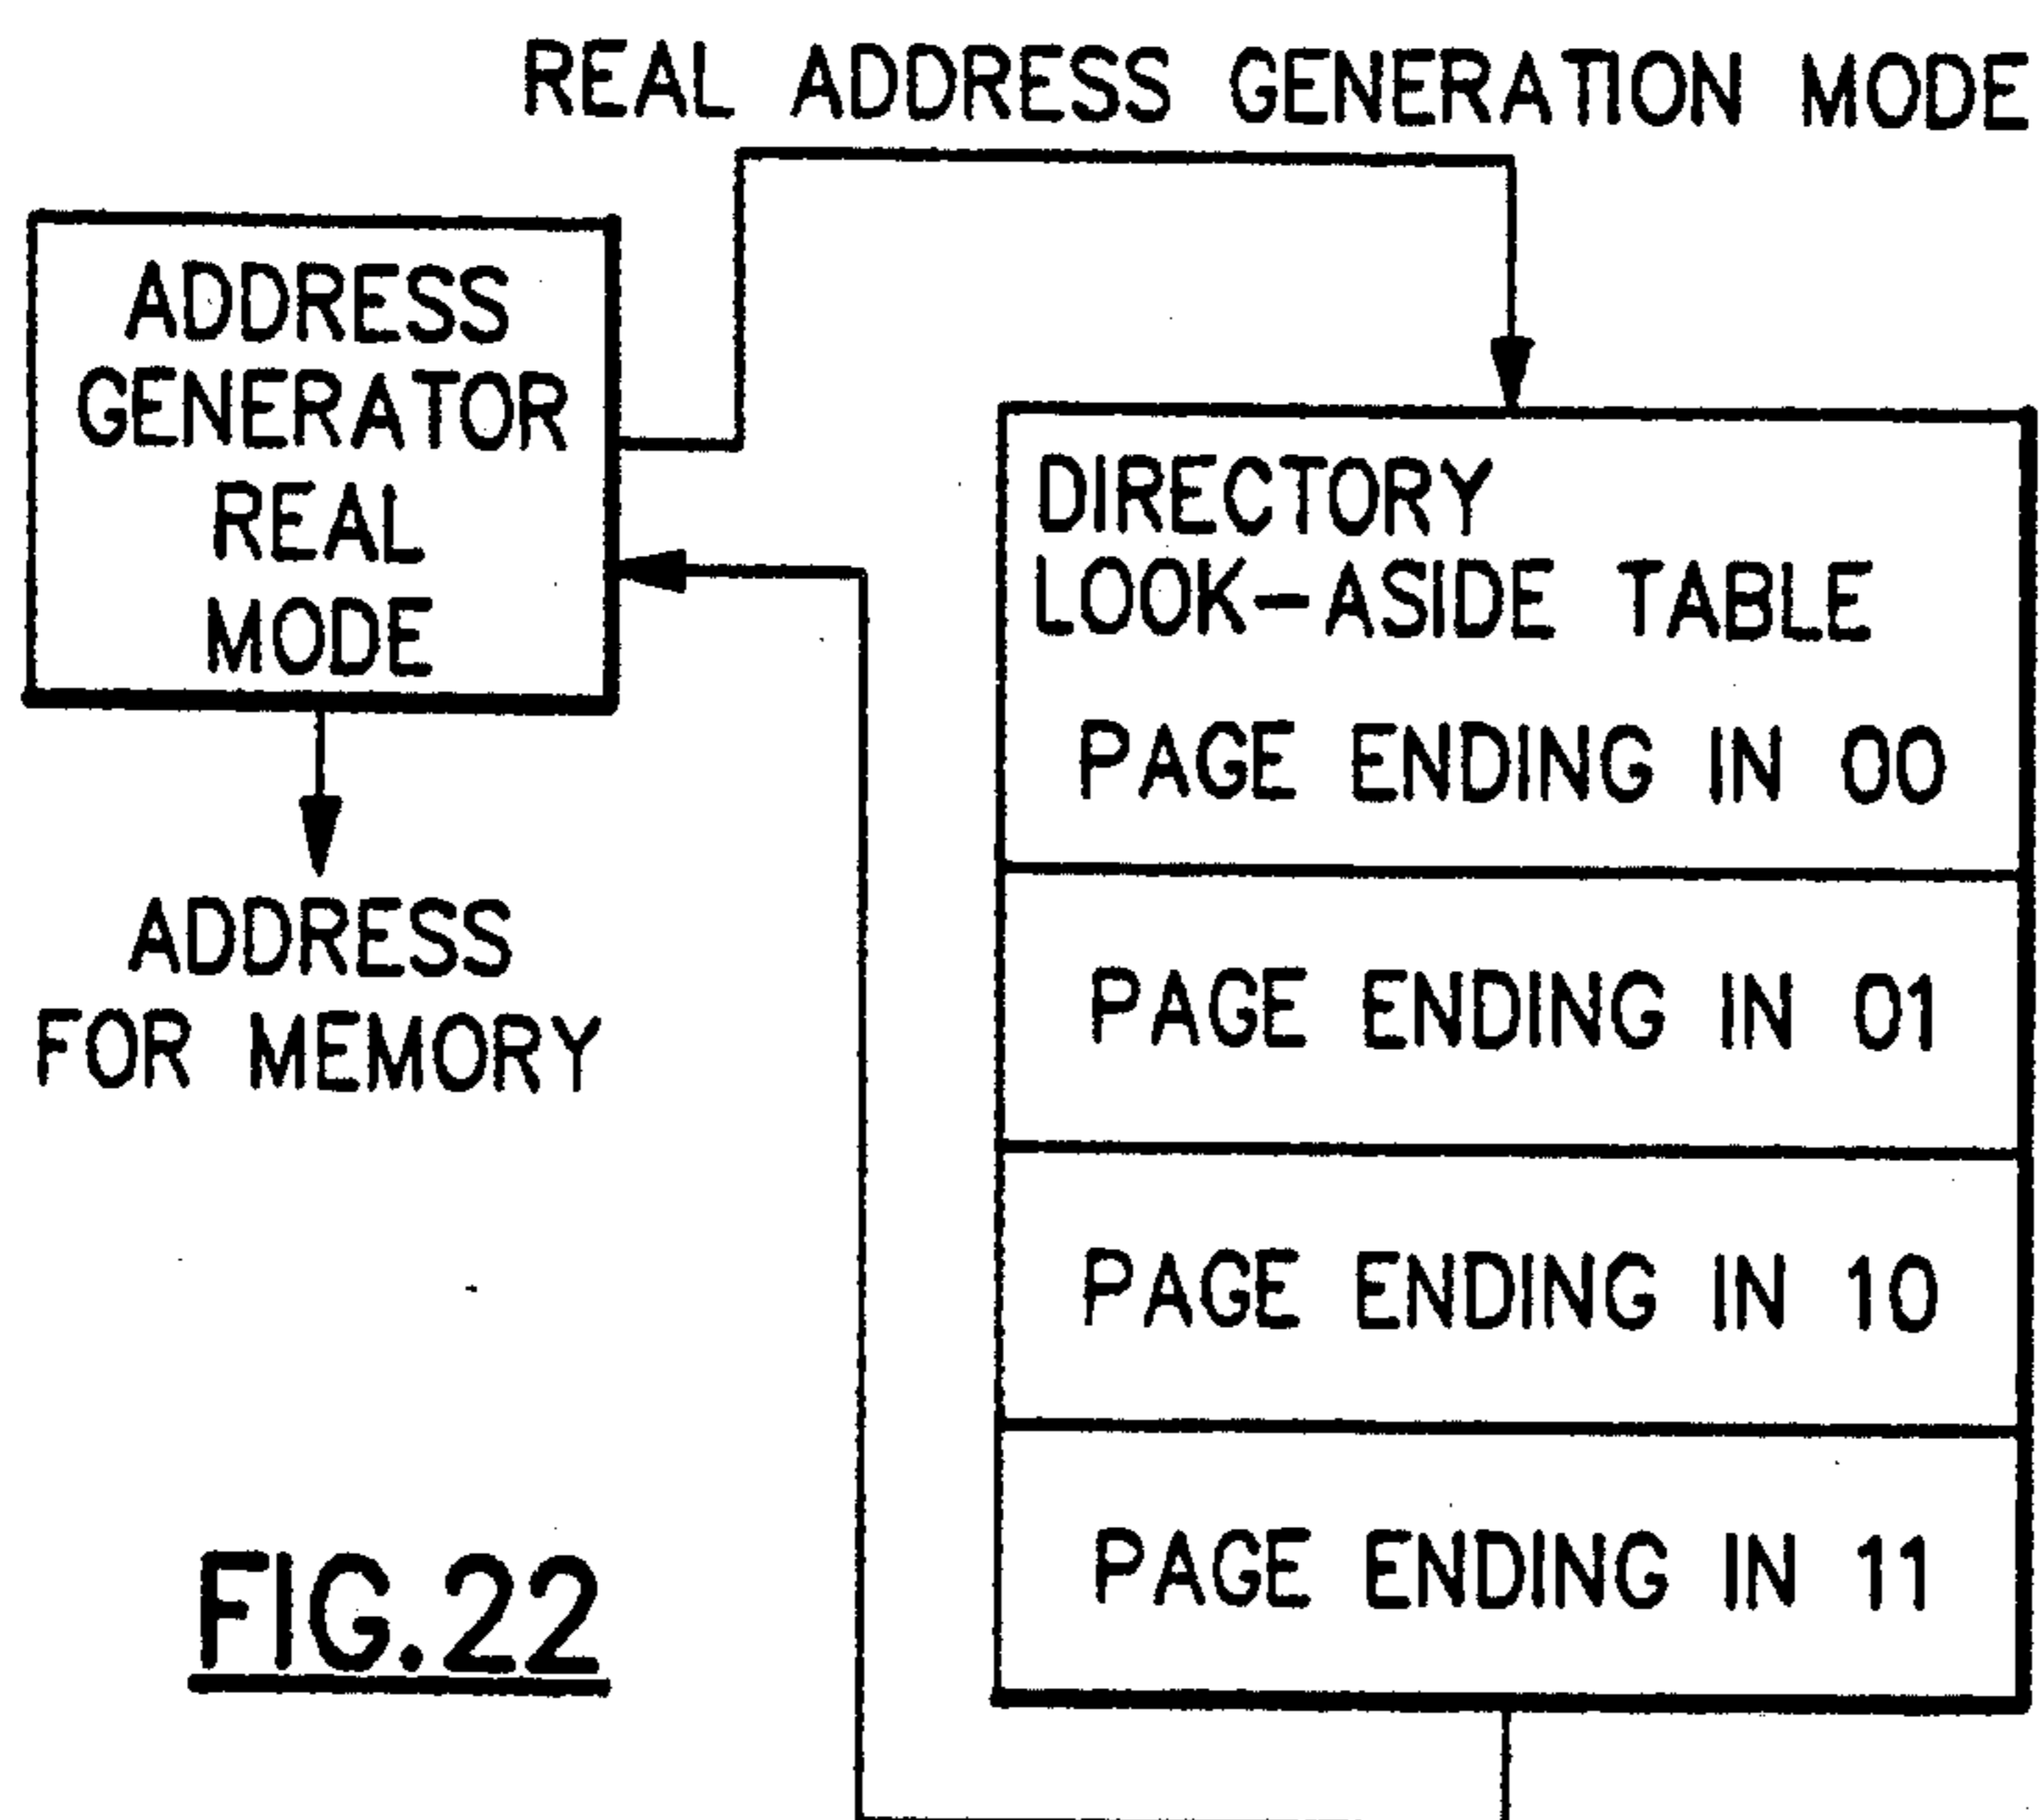 REAL ADDRESS GENERATION MODE
ADDRESS
GENERATOR
REAL
MODE
ADDRESS
FOR MEMORY
DIRECTORY
LOOK-ASIDE TABLE
PAGE ENDING IN 00
PAGE ENDING IN 01
PAGE ENDING IN 10
PAGE ENDING IN 11
FIG.22